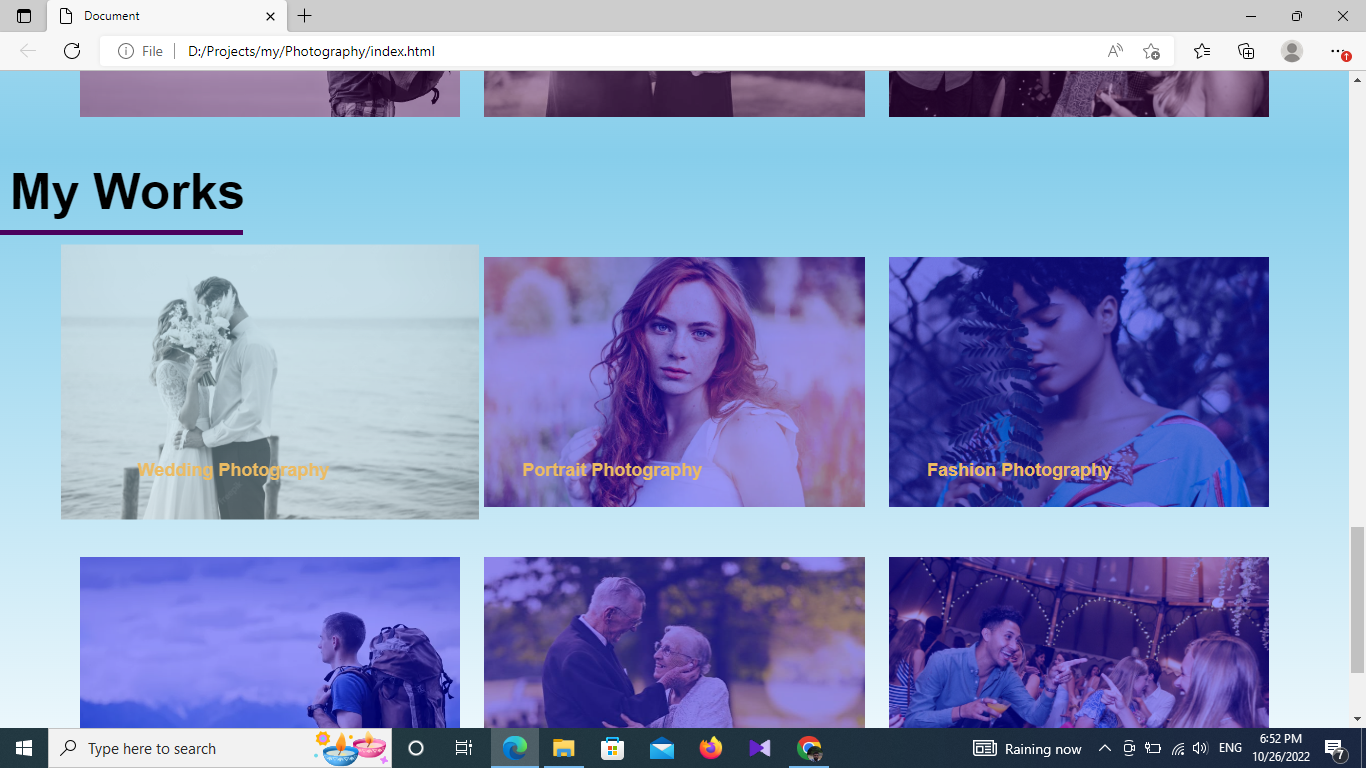 Document
File
D:/Projects/my/Photography/index.html
My Works
Wedding Photography
Portrait Photography
Fashion Photography
Type here to search
Raining now
ENG
6:52 PM
10/26/2022
7